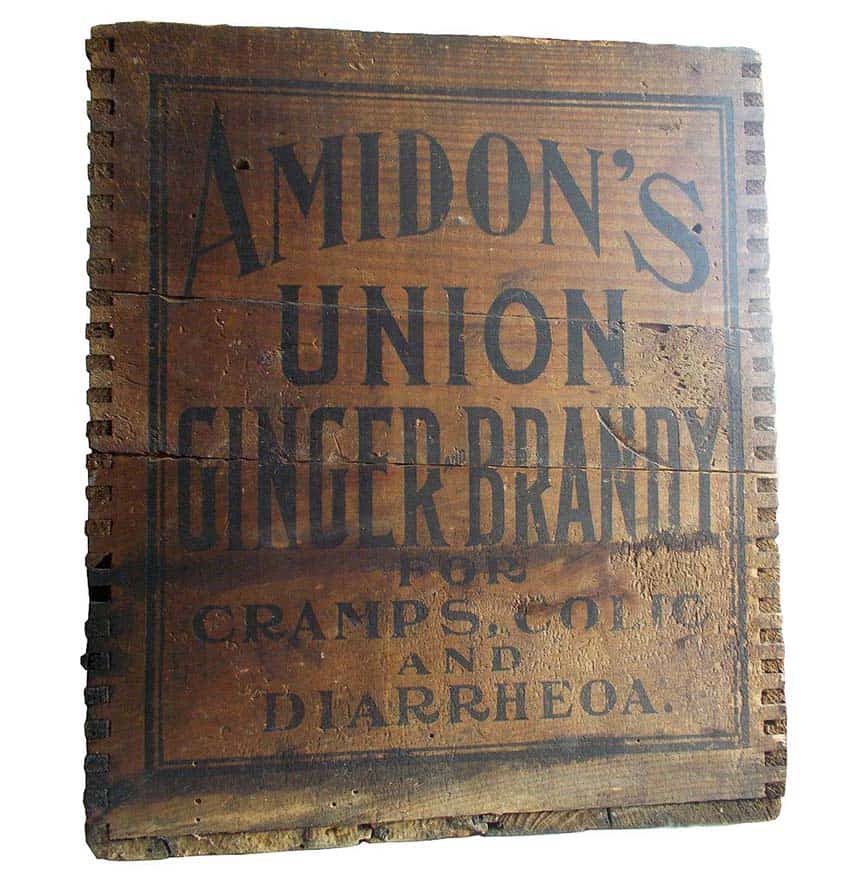 AMIDON'S
UNION
GINGER BRANDY
FOR
CRAMPS, COLIC
AND
DIARRHEOA.